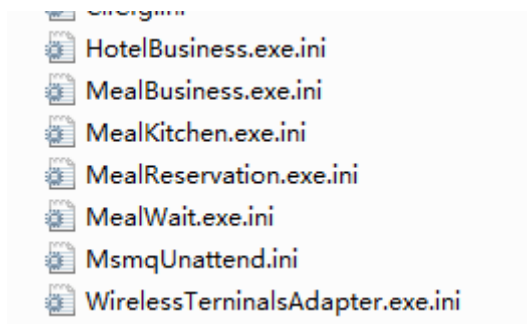 HotelBusiness.exe.ini
MealBusiness.exe.ini
MealKitchen.exe.ini
MealReservation.exe.ini
MealWait.exe.ini
MsmqUnattend.ini
WirelessTerninalsAdapter.exe.ini